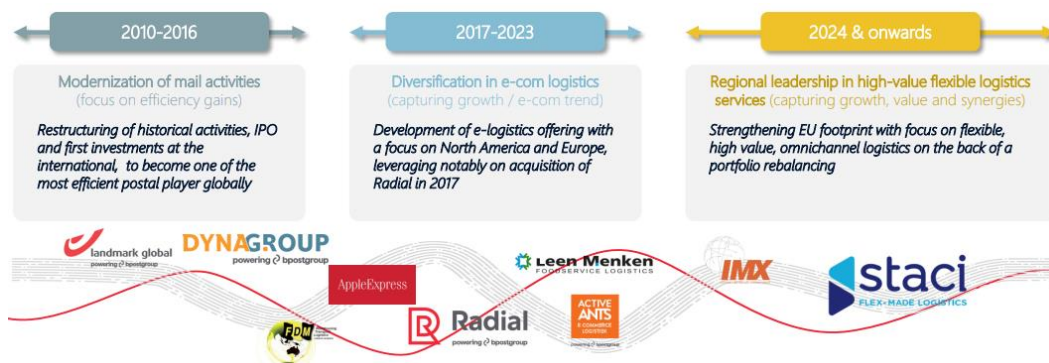 2010-2016
2017-2023
2024 & onwards
Modernization of mail activities
(focus on efficiency gains)
Restructuring of historical activities, IPO
and first investments at the
international, to become one of the
most efficient postal player globally
Diversification in e-com logistics
(capturing growth / e-com trend)
Development of e-logistics offering with
a focus on North America and Europe,
leveraging notably on acquisition of
Radial in 2017
Regional leadership in high-value flexible logistics
services (capturing growth, value and synergies)
Strengthening EU footprint with focus on flexible,
high value, omnichannel logistics on the back of a
portfolio rebalancing
landmark global
powering bpostgroup
DYNAGROUP
powering bpostgroup
AppleExpress
Leen Menken
FOODSERVICE LOGISTICS
IMX
staci
FLEX-MADE LOGISTICS
FDM
Radial
powering bpostgroup
ACTIVE
ANTS
E-COMMERCE
LOGISTICS
powering bpostgroup